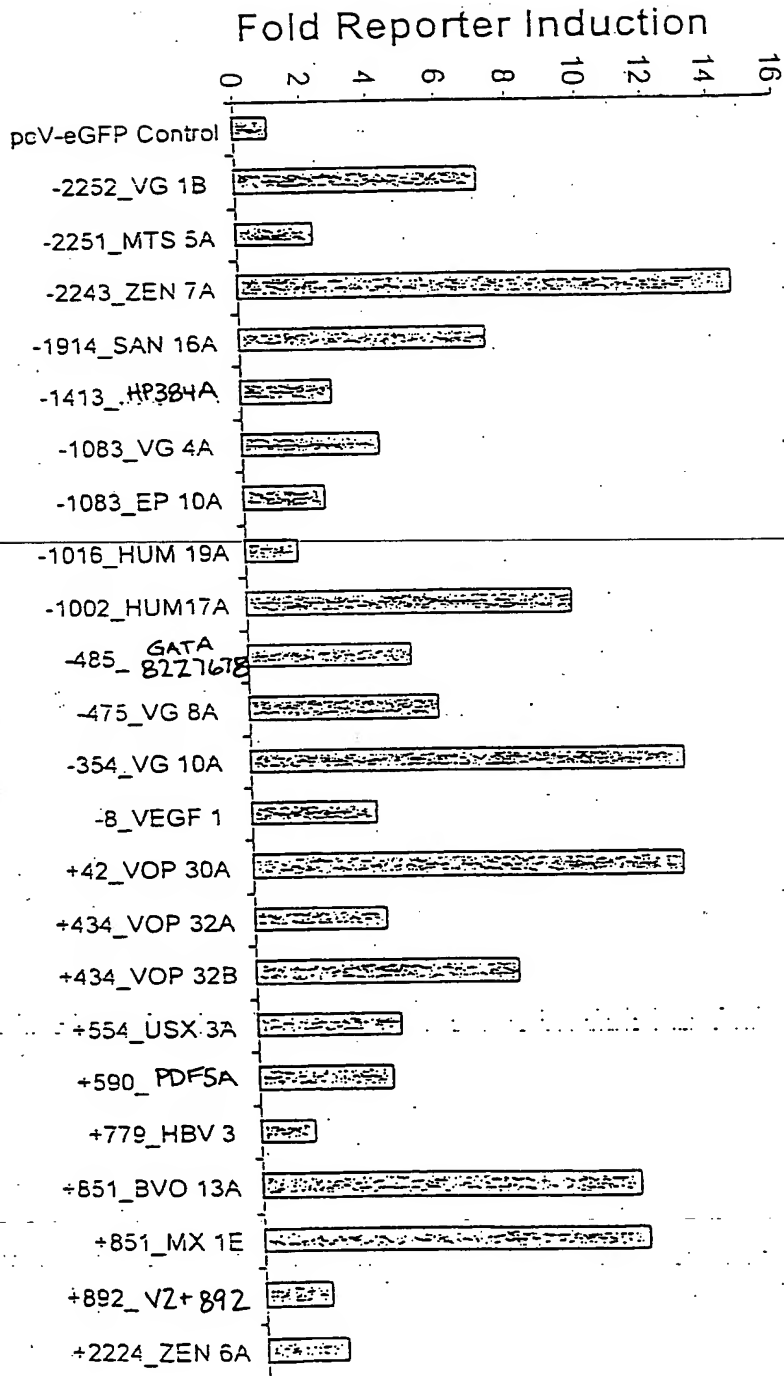 Fold Reporter Induction
0 2 4 6 8 10 12 14 16
pcV-eGFP Control
-2252_VG 1B
-2251_MTS 5A
-2243_ZEN 7A
-1914_SAN 16A
-1413_HP384A
-1083_VG 4A
-1083_EP 10A
-1016_HUM 19A
-1002_HUM17A
-485_ GATA
8227678
-475_VG 8A
-354_VG 10A
-8_VEGF 1
+42_VOP 30A
+434_VOP 32A
+434_VOP 32B
+554_USX 3A
+590_ PDF5A
+779_HBV 3
+851_BVO 13A
+851_MX 1E
+892_ VZ+892
+2224_ZEN 6A